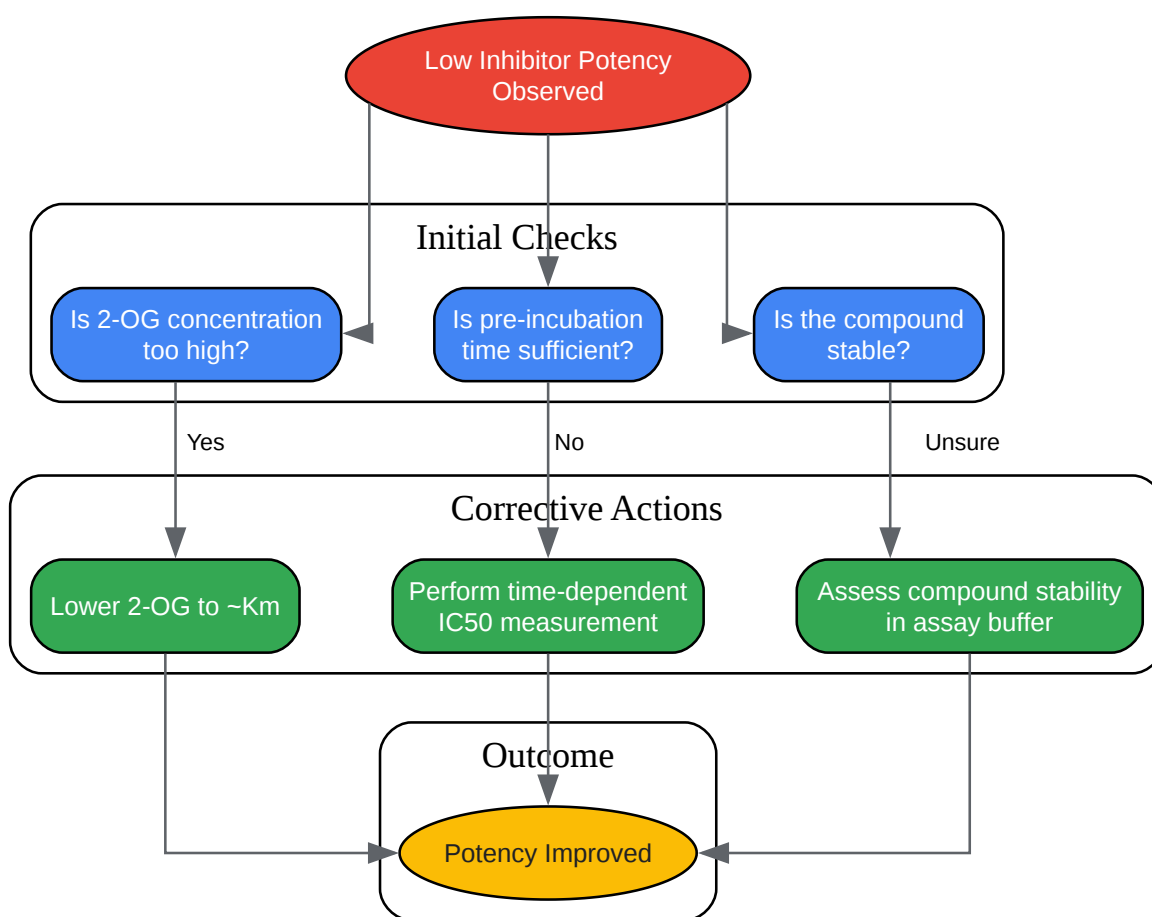 Low Inhibitor Potency
Observed
Initial Checks
Is 2-OG concentration
too high?
Is pre-incubation
time sufficient?
Is the compound
stable?
Yes
No
Unsure
Corrective Actions
Lower 2-OG to ~Km
Perform time-dependent
IC50 measurement
Assess compound stability
in assay buffer
Outcome
Potency Improved